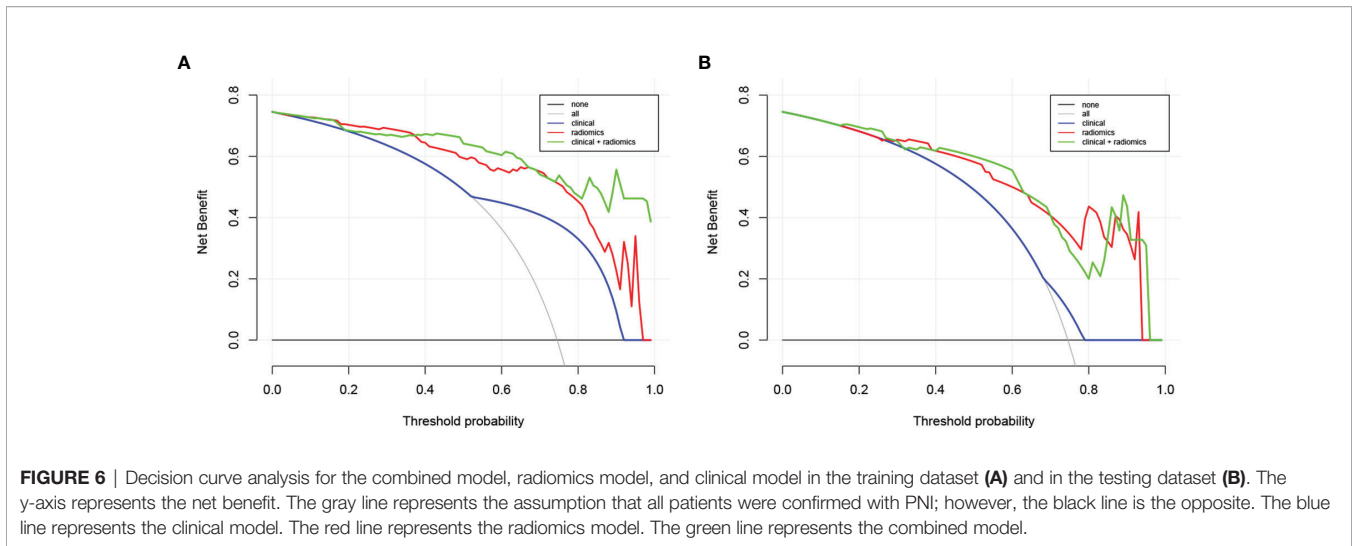 A
B
0.8
0.6
0.4
0.2
0.0
Net Benefit
none
all
clinical
radiomics
clinical + radiomics
0.0 0.2 0.4 0.6 0.8 1.0
Threshold probability
0.8
0.6
0.4
0.2
0.0
Net Benefit
none
all
clinical
radiomics
clinical + radiomics
0.0 0.2 0.4 0.6 0.8 1.0
Threshold probability
FIGURE 6 | Decision curve analysis for the combined model, radiomics model, and clinical model in the training dataset (A) and in the testing dataset (B). The
y-axis represents the net benefit. The gray line represents the assumption that all patients were confirmed with PNI; however, the black line is the opposite. The blue
line represents the clinical model. The red line represents the radiomics model. The green line represents the combined model.